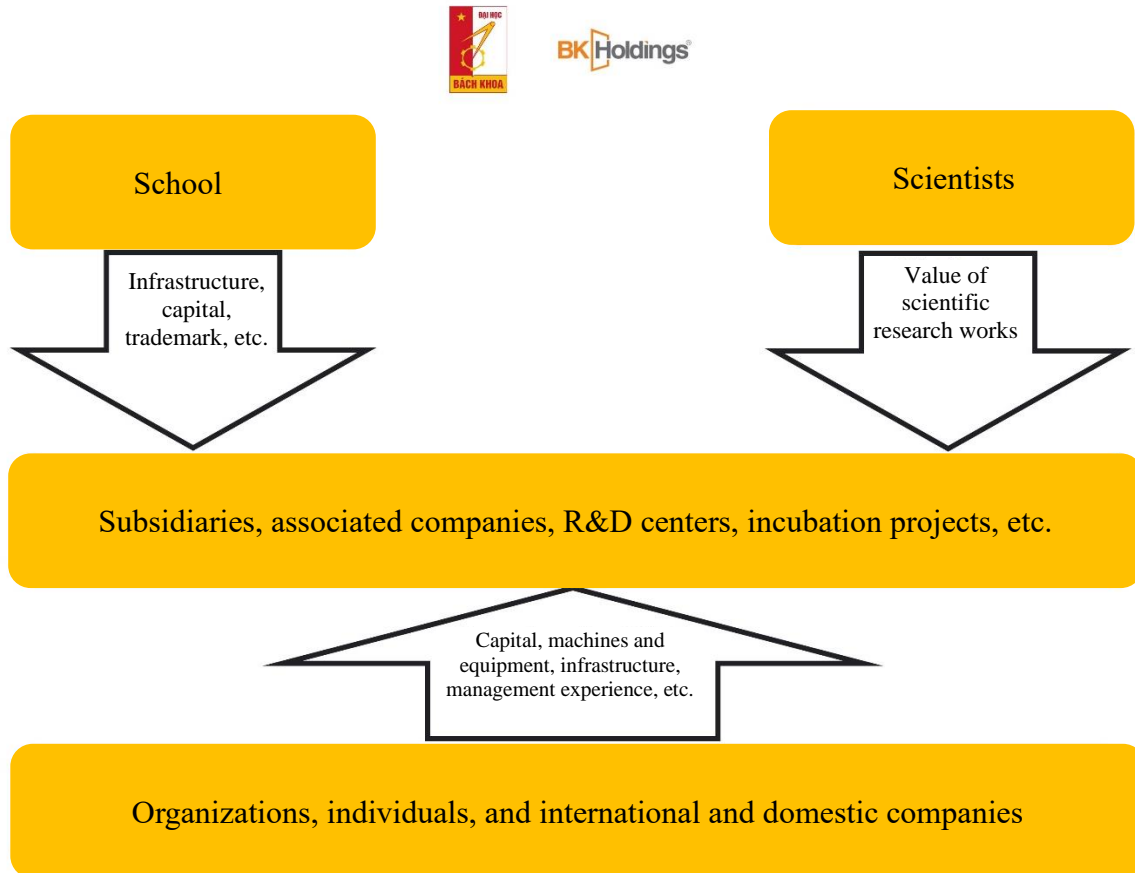 ĐẠI HỌC
BÁCH KHOA
BK Holdings®
School
Scientists
Infrastructure,
capital,
trademark, etc.
Value of
scientific
research works
Subsidiaries, associated companies, R&D centers, incubation projects, etc.
Capital, machines and
equipment, infrastructure,
management experience, etc.
Organizations, individuals, and international and domestic companies